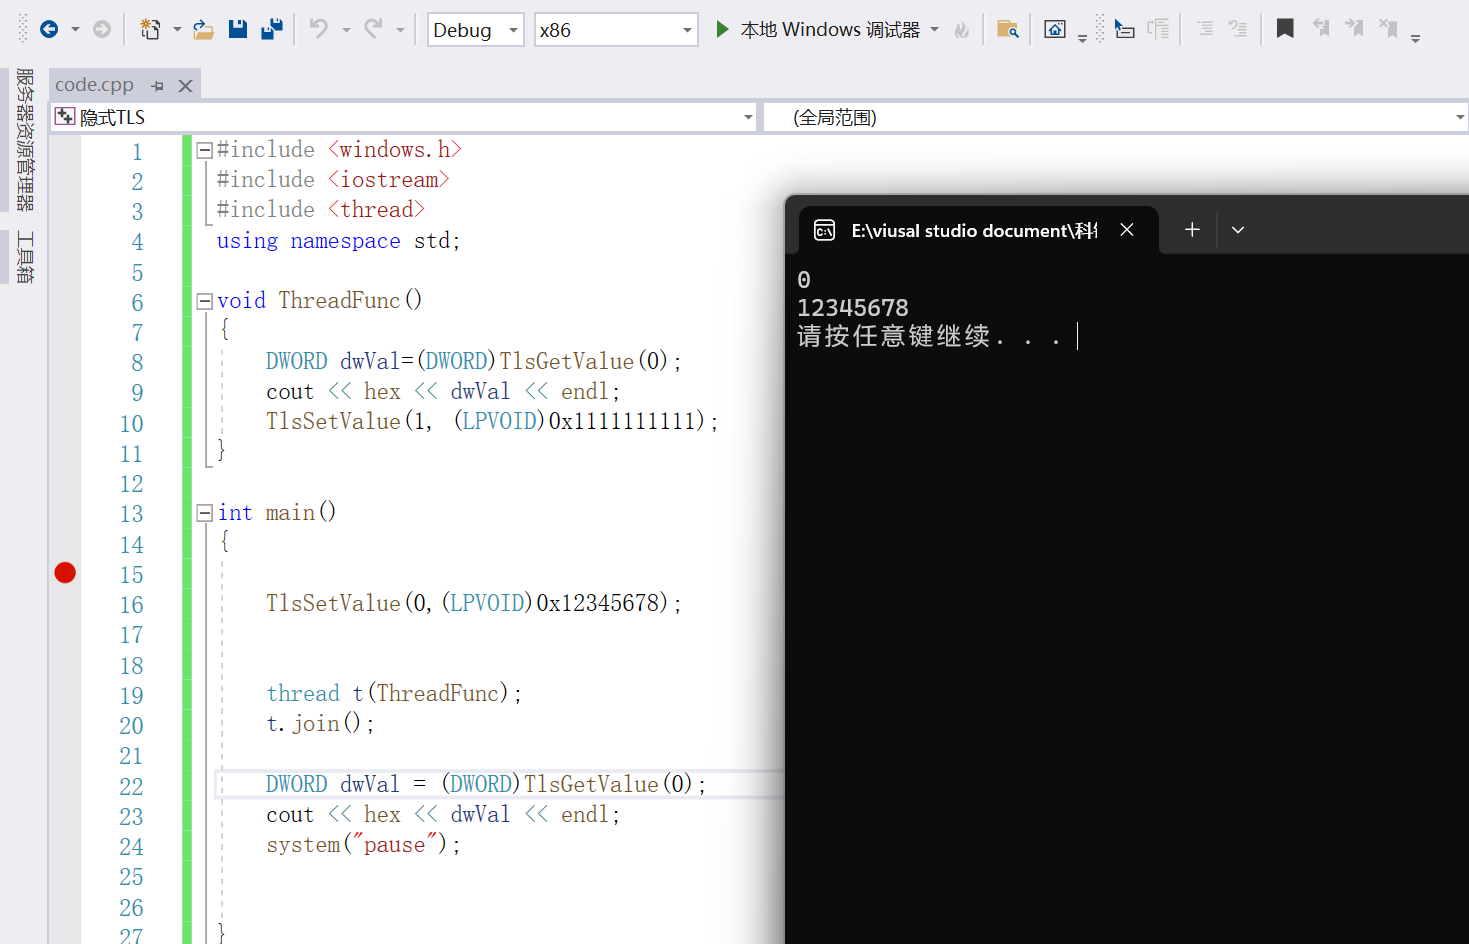 Debug
x86
本地 Windows 调试器
服务器资源管理器
工具箱
code.cpp
隐式TLS
(全局范围)
1 #include <windows.h>
2 #include <iostream>
3 #include <thread>
4 using namespace std;
5
6 void ThreadFunc()
7 {
8 DWORD dwVal=(DWORD)TlsGetValue(0);
9 cout << hex << dwVal << endl;
10 TlsSetValue(1, (LPVOID)0x1111111111);
11 }
12
13 int main()
14 {
15
16 TlsSetValue(0,(LPVOID)0x12345678);
17
18
19 thread t(ThreadFunc);
20 t.join();
21
22 DWORD dwVal = (DWORD)TlsGetValue(0);
23 cout << hex << dwVal << endl;
24 system("pause");
25
26
27 }
E:\viusal studio document\科
0
12345678
请按任意键继续. . .